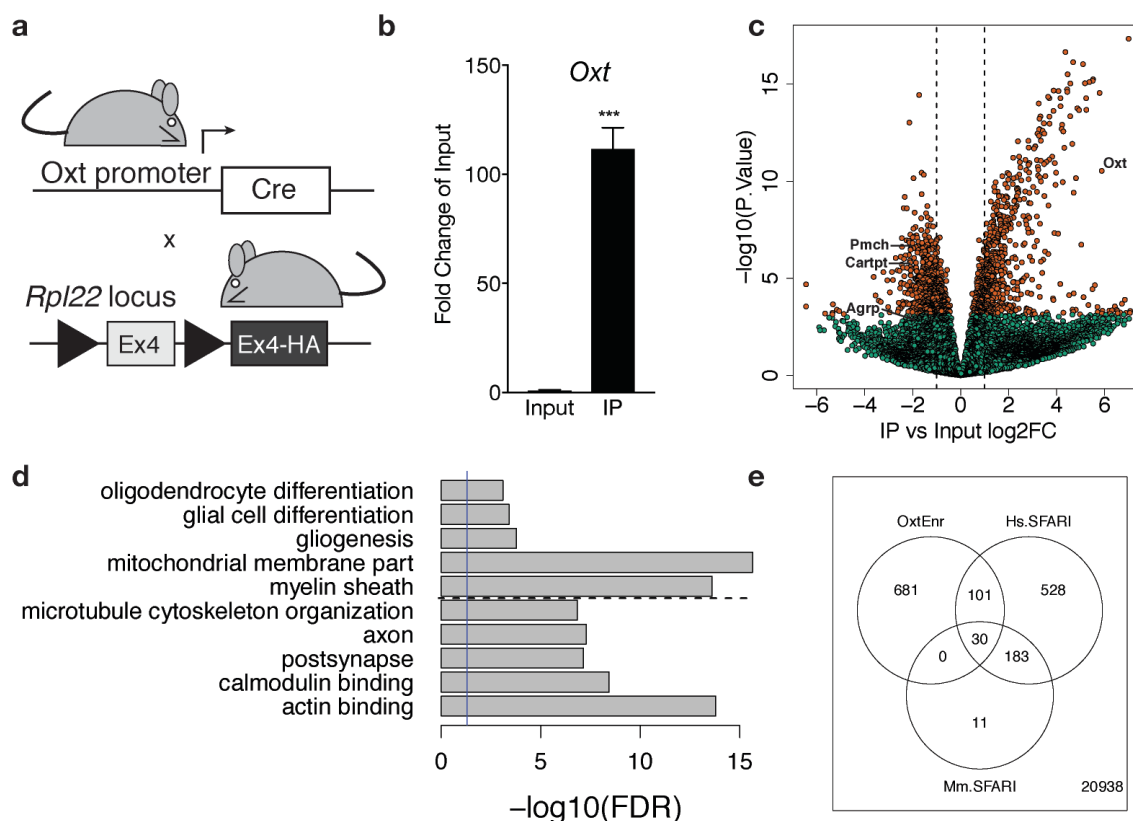 a
Oxt promoter
Cre
x
Rpl22 locus
Ex4
Ex4-HA
b
Oxt
***
150
100
50
0
Fold Change of Input
Input
IP
c
15
10
5
0
−log10(P.Value)
Oxt
Pmch
Cartpt
Agrp
−6 −4 −2 0 2 4 6
IP vs Input log2FC
d
oligodendrocyte differentiation
glial cell differentiation
gliogenesis
mitochondrial membrane part
myelin sheath
microtubule cytoskeleton organization
axon
postsynapse
calmodulin binding
actin binding
0 5 10 15
−log10(FDR)
e
OxtEnr
Hs.SFARI
681
101
528
30
0
183
11
Mm.SFARI
20938